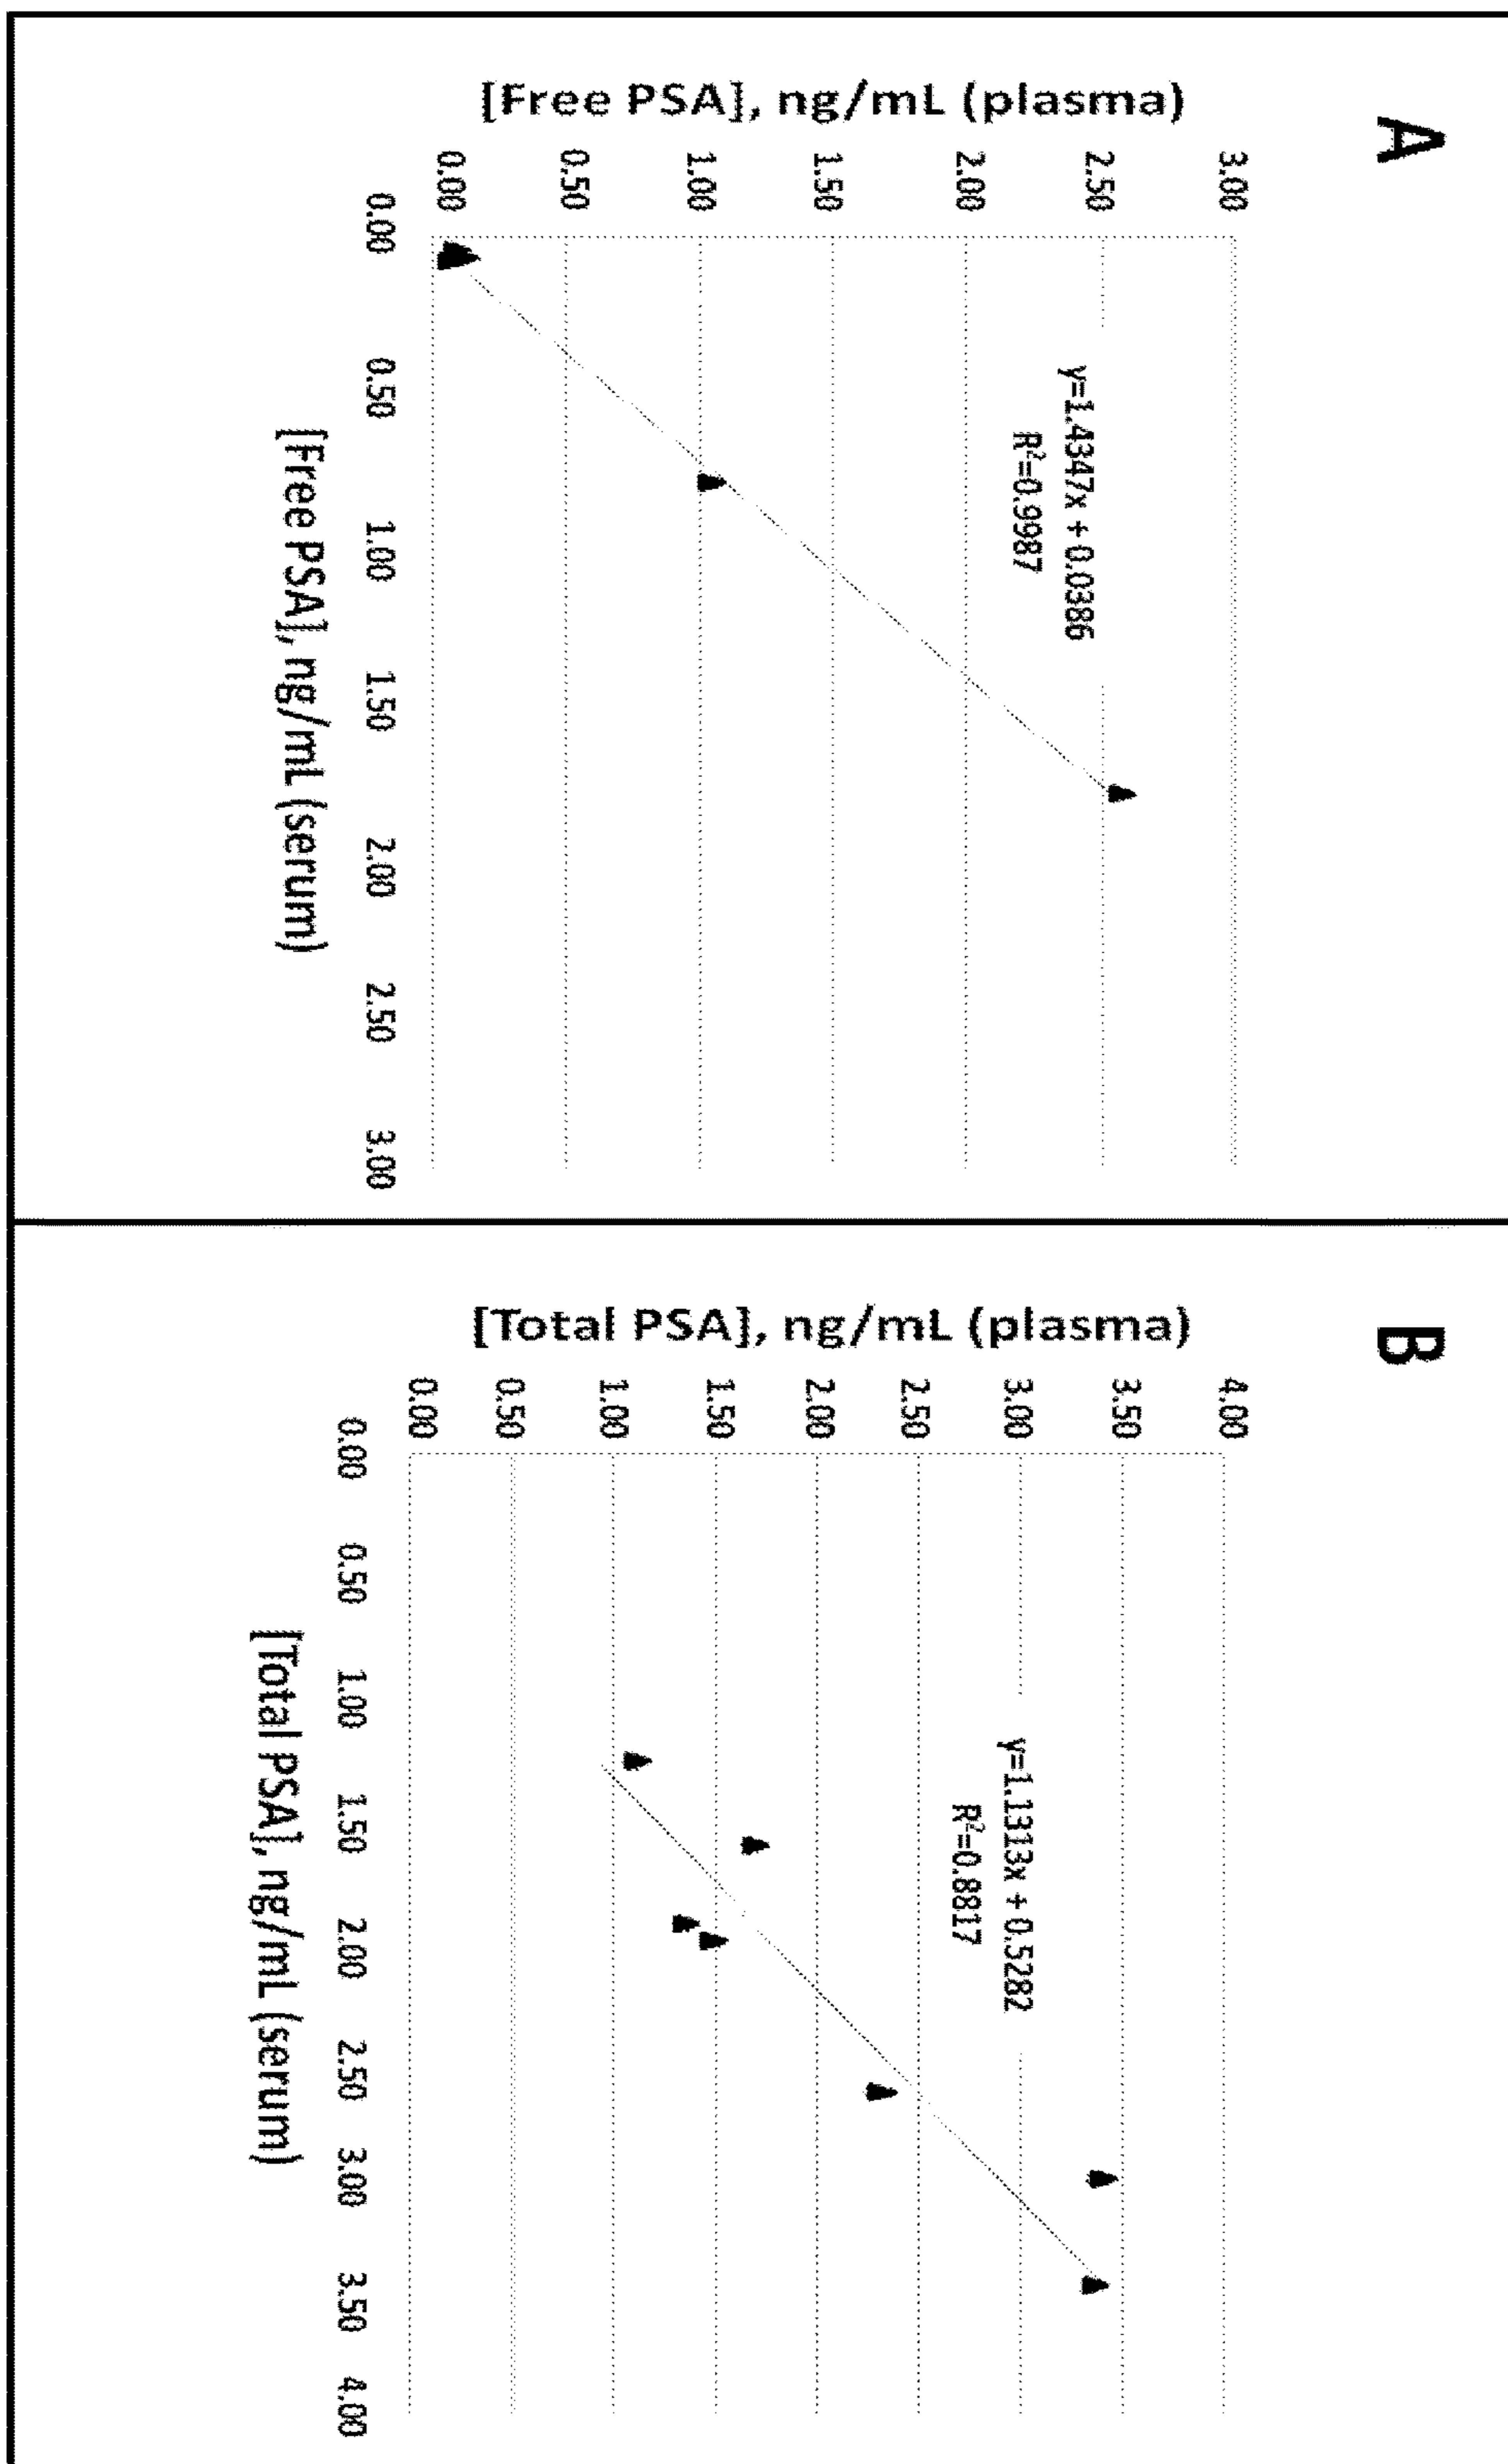 A
[Free PSA], ng/mL (plasma)
3.00
2.50
2.00
1.50
1.00
0.50
0.00
y=1.4347x + 0.0386
R²=0.9987
0.00 0.50 1.00 1.50 2.00 2.50 3.00
[Free PSA], ng/mL (serum)
B
[Total PSA], ng/mL (plasma)
4.00
3.50
3.00
2.50
2.00
1.50
1.00
0.50
0.00
y=1.1313x + 0.5282
R²=0.8817
0.00 0.50 1.00 1.50 2.00 2.50 3.00 3.50 4.00
[Total PSA], ng/mL (serum)